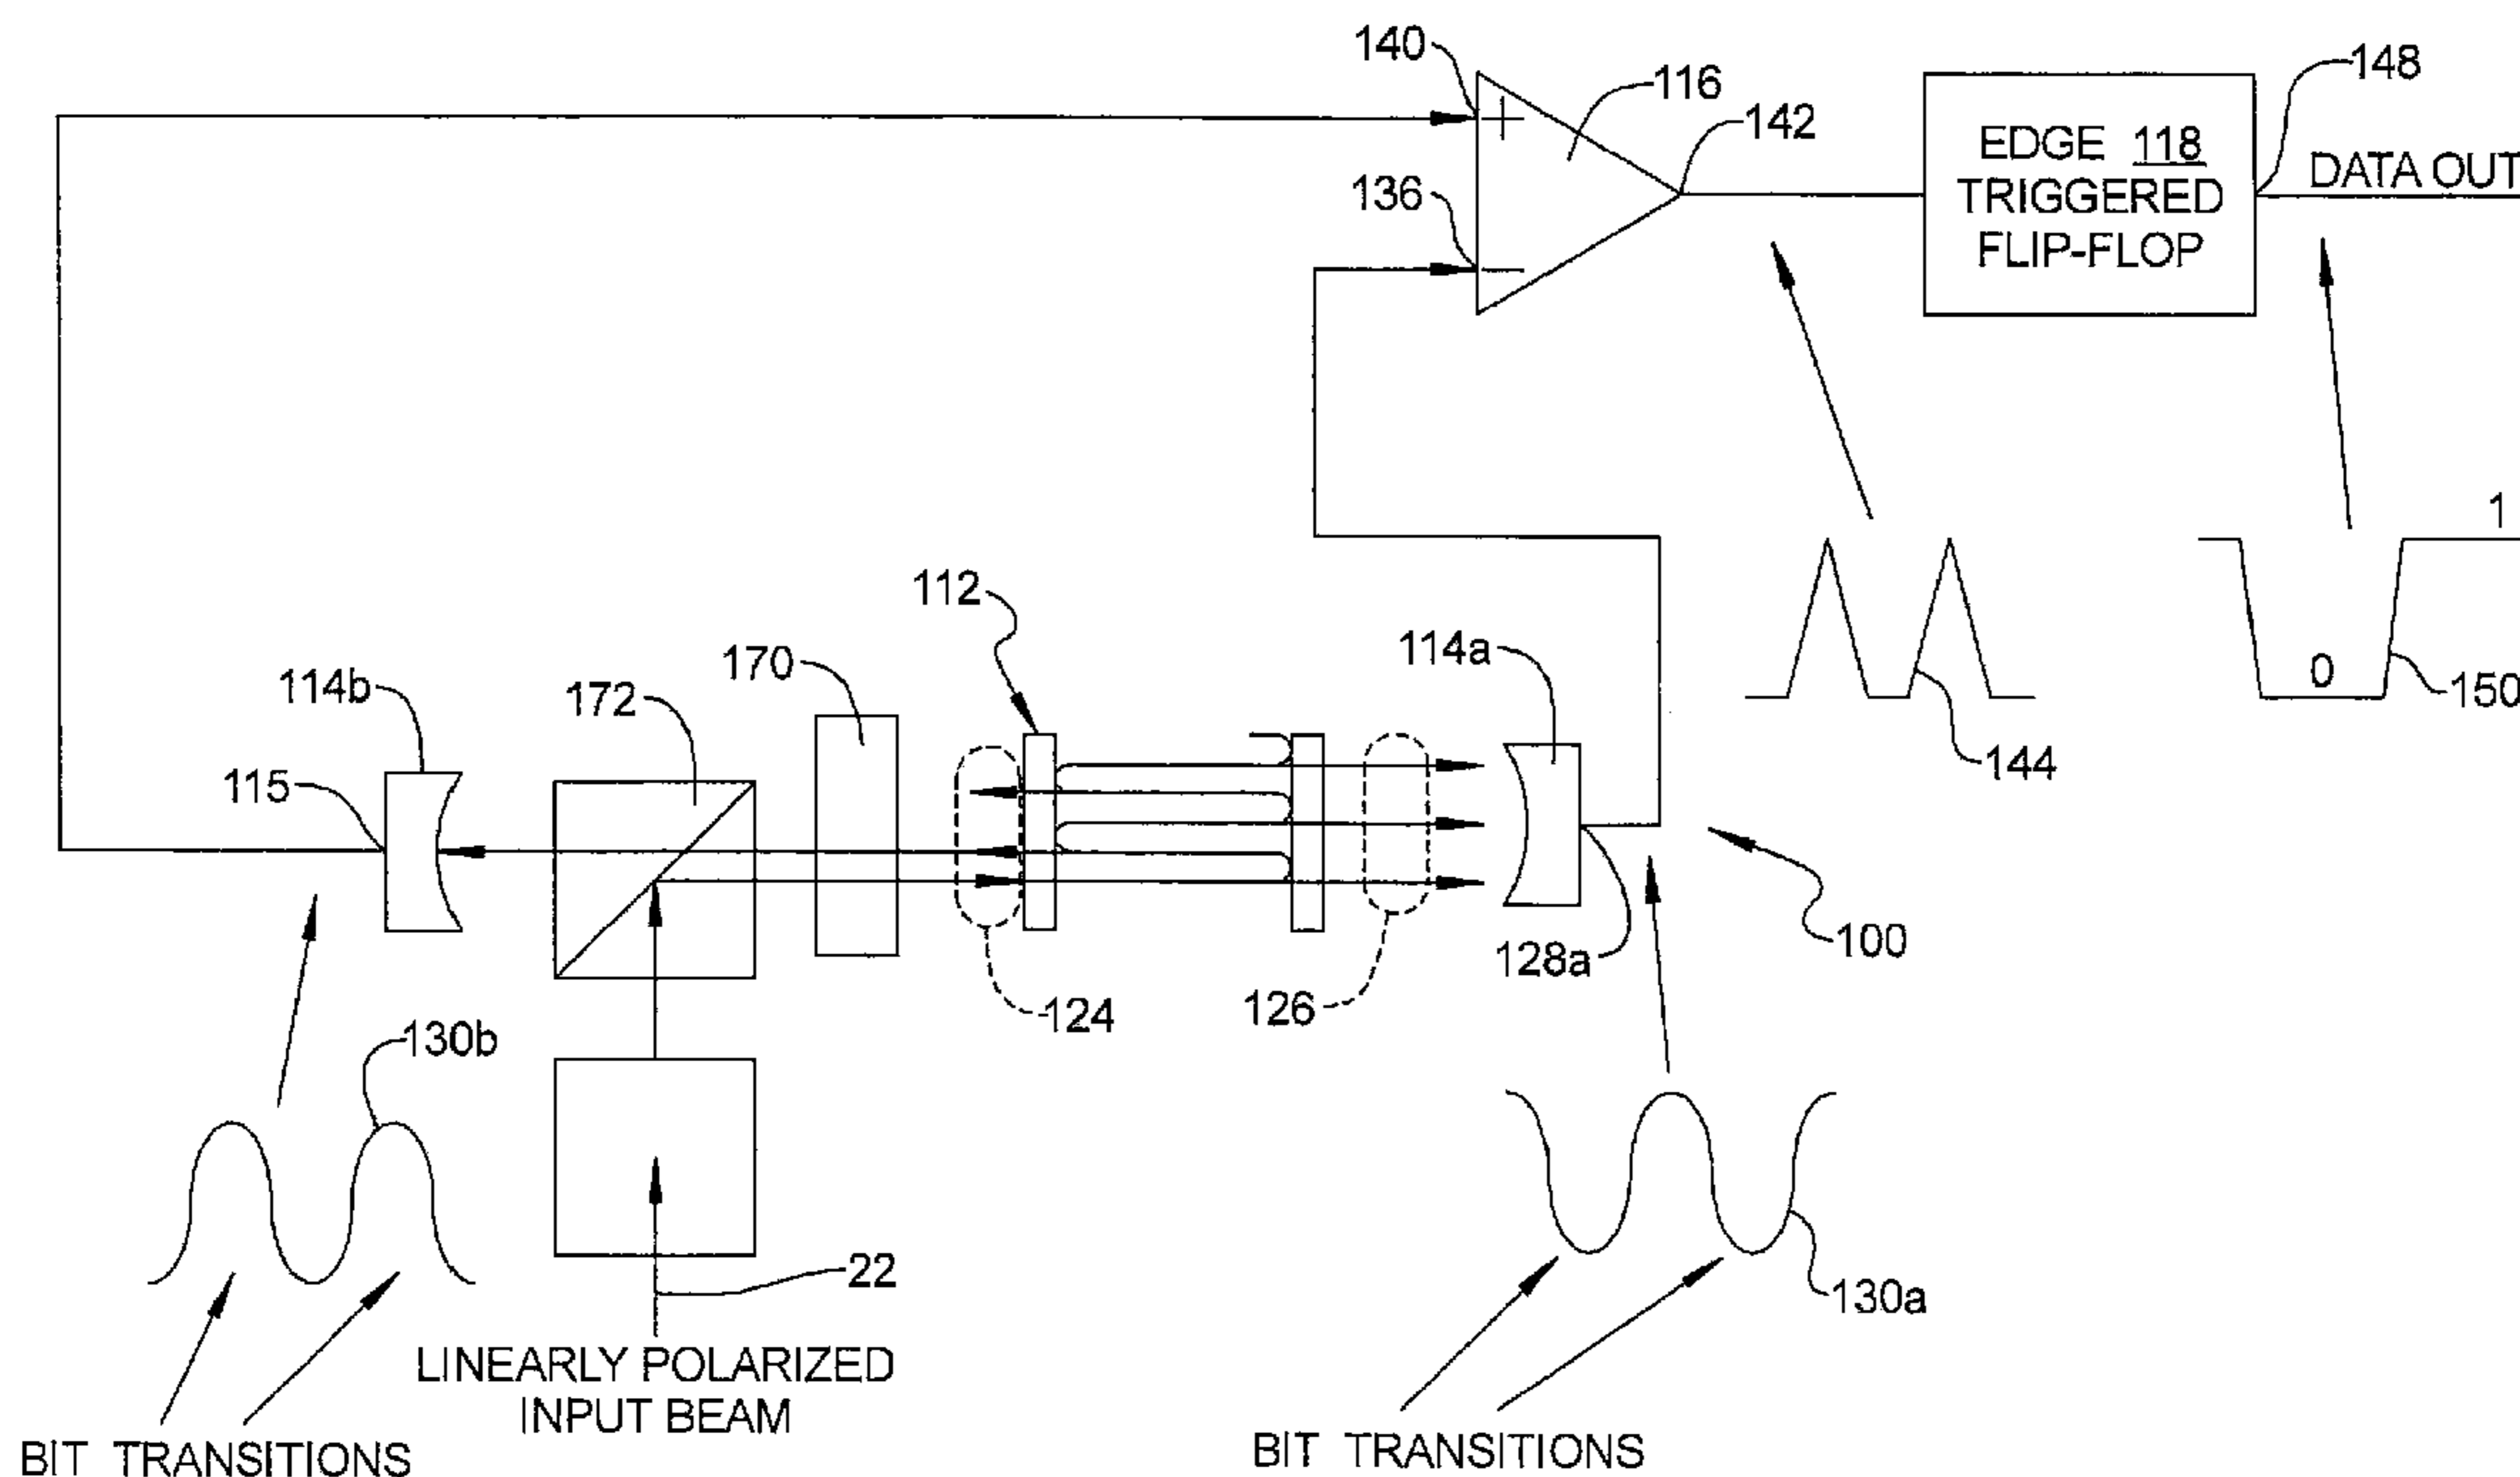 140
116
148
142
EDGE 118
TRIGGERED
FLIP-FLOP
DATA OUT
136
+
−
1
112
114a
170
114b
172
0
150
144
115
100
128a
124
126
130b
22
130a
LINEARLY POLARIZED
INPUT BEAM
BIT TRANSITIONS
BIT TRANSITIONS